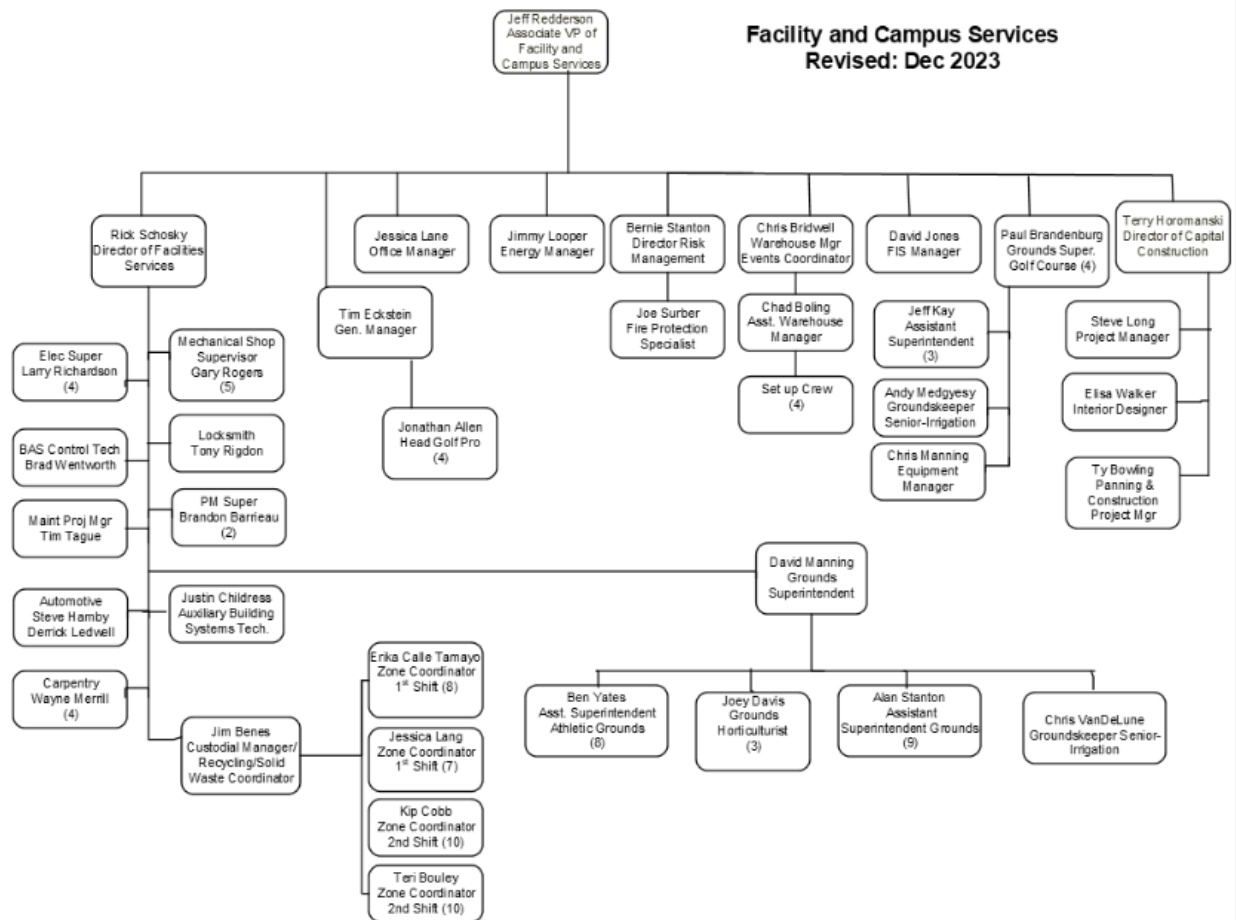 Jeff Redderson
Associate VP of
Facility and
Campus Services
Facility and Campus Services
Revised: Dec 2023
Rick Schosky
Director of Facilities
Services
Tim Eckstein
Gen. Manager
Jessica Lane
Office Manager
Jimmy Looper
Energy Manager
Bernie Stanton
Director Risk
Management
Chris Bridwell
Warehouse Mgr
Events Coordinator
David Jones
FIS Manager
Paul Brandenburg
Grounds Super.
Golf Course (4)
Terry Horomanski
Director of Capital
Construction
Jonathan Allen
Head Golf Pro
(4)
Joe Surber
Fire Protection
Specialist
Chad Boling
Asst. Warehouse
Manager
Set up Crew
(4)
Jeff Kay
Assistant
Superintendent
(3)
Andy Medgyesy
Groundskeeper
Senior-Irrigation
Chris Manning
Equipment
Manager
Steve Long
Project Manager
Elisa Walker
Interior Designer
Ty Bowling
Panning &
Construction
Project Mgr
Elec Super
Larry Richardson
(4)
Mechanical Shop
Supervisor
Gary Rogers
(5)
BAS Control Tech
Brad Wentworth
Locksmith
Tony Rigdon
Maint Proj Mgr
Tim Tague
PM Super
Brandon Barrieau
(2)
Automotive
Steve Hamby
Derrick Ledwell
Justin Childress
Auxiliary Building
Systems Tech.
Carpentry
Wayne Merrill
(4)
Jim Benes
Custodial Manager/
Recycling/Solid
Waste Coordinator
Erika Calle Tamayo
Zone Coordinator
1st Shift (8)
Jessica Lang
Zone Coordinator
1st Shift (7)
Kip Cobb
Zone Coordinator
2nd Shift (10)
Teri Bouley
Zone Coordinator
2nd Shift (10)
David Manning
Grounds
Superintendent
Ben Yates
Asst. Superintendent
Athletic Grounds
(8)
Joey Davis
Grounds
Horticulturist
(3)
Alan Stanton
Assistant
Superintendent Grounds
(9)
Chris VanDeLune
Groundskeeper Senior-
Irrigation